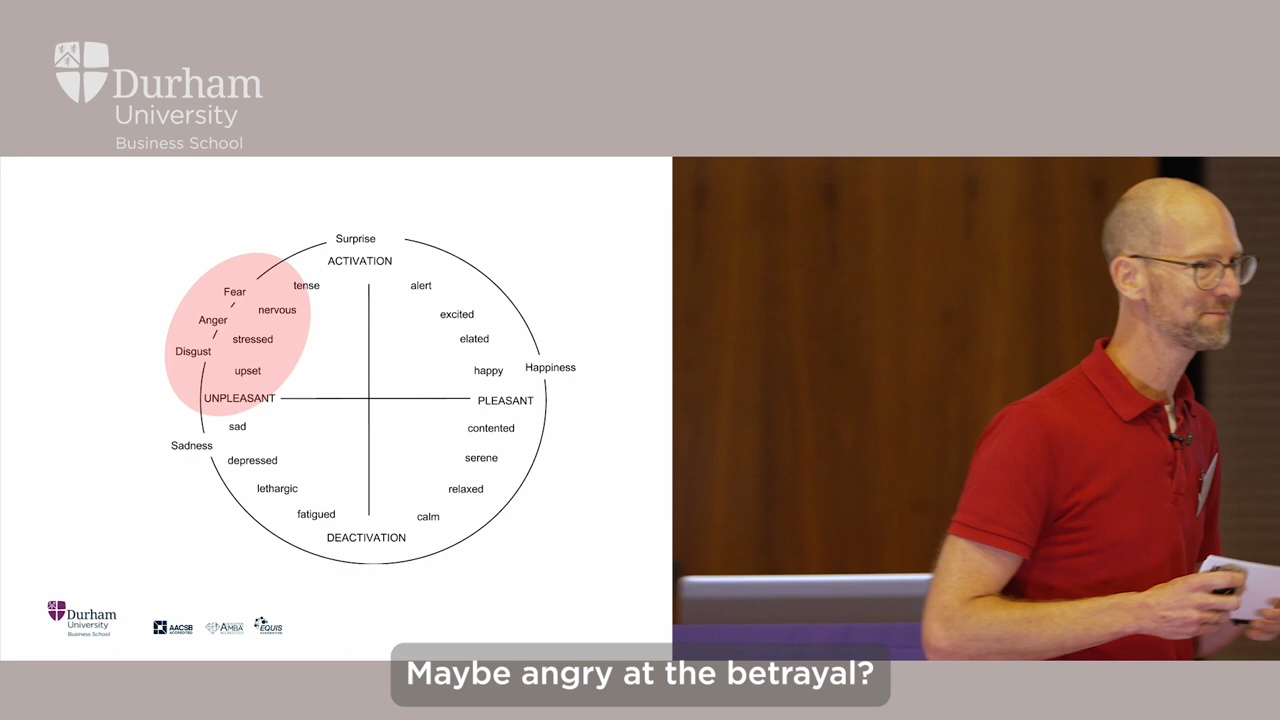 Durham
University
Business School
Surprise
ACTIVATION
tense
alert
Fear
nervous
excited
Anger
stressed
elated
Disgust
upset
happy
Happiness
UNPLEASANT
PLEASANT
sad
contented
Sadness
depressed
serene
lethargic
relaxed
fatigued
calm
DEACTIVATION
Durham
University
Business School
AACSB
ACCREDITED
AMBA
ACCREDITED
EQUIS
ACCREDITED
Maybe angry at the betrayal?